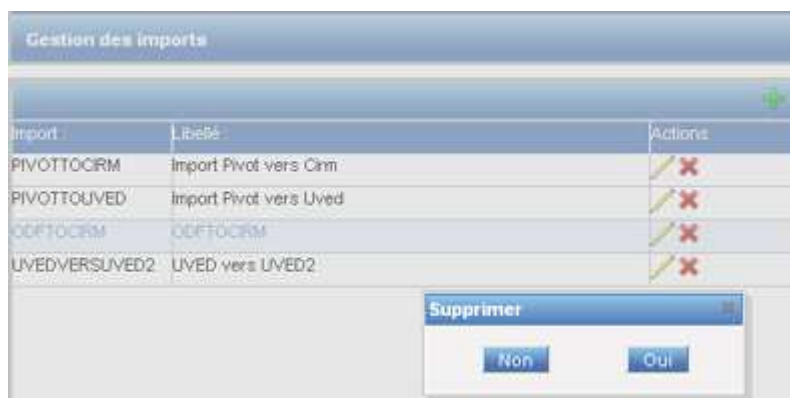 Gestion des imports
Import : Libellé : Actions
PIVOTTOCIRM Import Pivot vers Cirm
PIVOTTOUVED Import Pivot vers Uved
ODFTOCIRM ODFTOCIRM
UVEDVERSUVED2 UVED vers UVED2
Supprimer
Non Oui